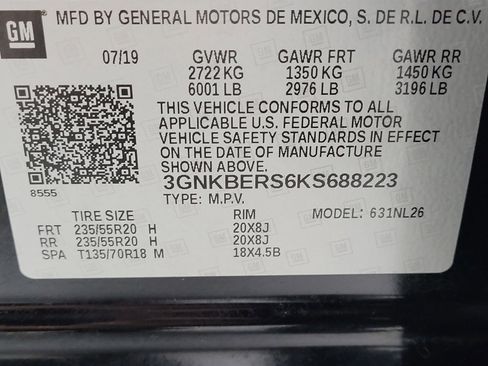 GM MFD BY GENERAL MOTORS DE MEXICO, S. DE R.L. DE C.V.
07/19 GVWR GAWR FRT GAWR RR
2722 KG 1350 KG 1450 KG
6001 LB 2976 LB 3196 LB
THIS VEHICLE CONFORMS TO ALL
APPLICABLE U.S. FEDERAL MOTOR
VEHICLE SAFETY STANDARDS IN EFFECT
ON THE DATE OF MANUFACTURE
SHOWN ABOVE.
8555 3GNKBERS6KS688223
TYPE: M.P.V. MODEL: 631NL26
TIRE SIZE RIM
FRT 235/55R20 H 20X8J
RR 235/55R20 H 20X8J
SPA T135/70R18 M 18X4.5B